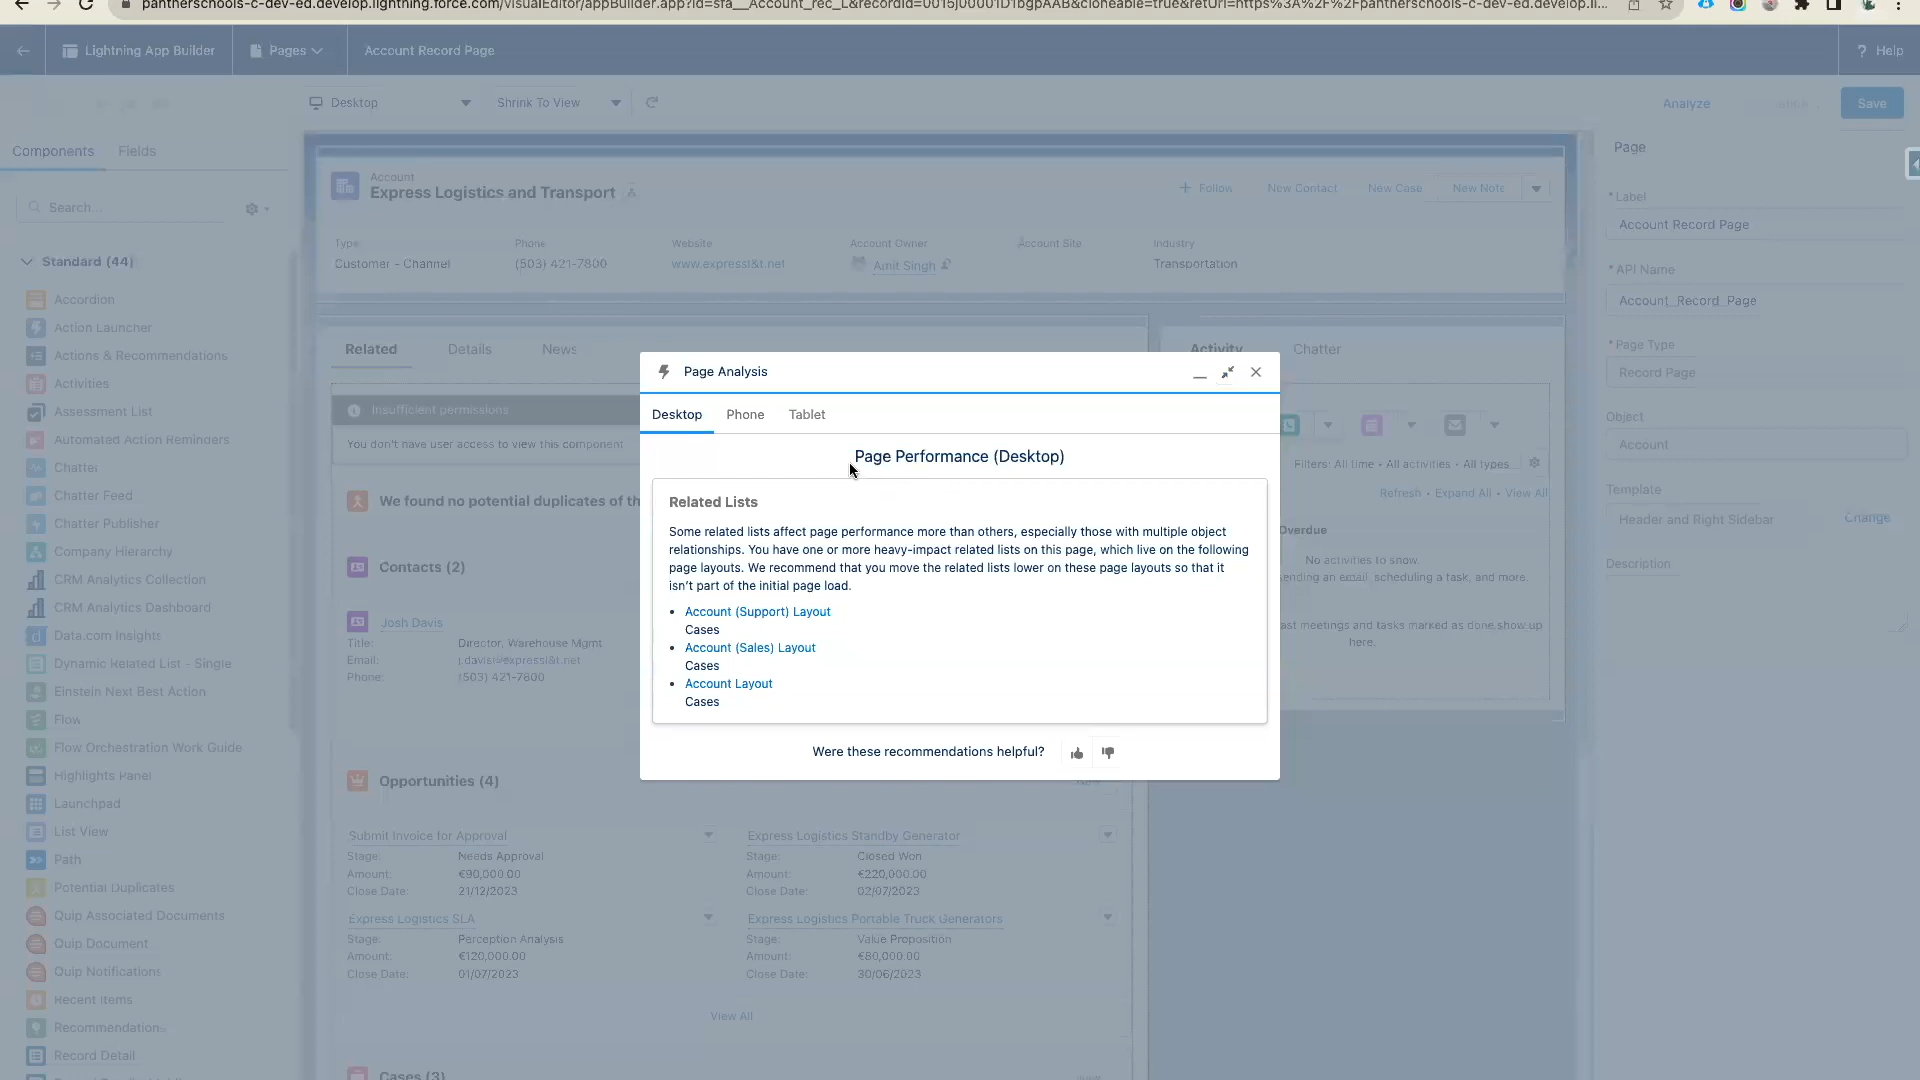 pantherschools-c-dev-ed.develop.lightning.force.com/visualEditor/appBuilder.app?id=sfa__Account_rec_L&recordId=0015j00001D1bgpAAB&cloneable=true&retUrl=https%3A%2F%2Fpantherschools-c-dev-ed.develop.li...
Lightning App Builder
Pages
Account Record Page
? Help
Desktop
Shrink To View
Analyze
Save
Components
Fields
Search...
Standard (44)
Accordion
Action Launcher
Actions & Recommendations
Activities
Assessment List
Automated Action Reminders
Chatter
Chatter Feed
Chatter Publisher
Company Hierarchy
CRM Analytics Collection
CRM Analytics Dashboard
Data.com Insights
Dynamic Related List - Single
Einstein Next Best Action
Flow
Flow Orchestration Work Guide
Highlights Panel
Launchpad
List View
Path
Potential Duplicates
Quip Associated Documents
Quip Document
Quip Notifications
Recent Items
Recommendations
Record Detail
Account
Express Logistics and Transport
+ Follow
New Contact
New Case
New Note
Type
Phone
Website
Account Owner
Account Site
Industry
Customer - Channel
(503) 421-7800
www.expressl&t.net
Amit Singh
Transportation
Related
Details
News
Insufficient permissions
You don't have user access to view this component
We found no potential duplicates of th
Contacts (2)
Josh Davis
Title:
Director, Warehouse Mgmt
Email:
j.davis@expressl&t.net
Phone:
(503) 421-7800
Opportunities (4)
Submit Invoice for Approval
Stage:
Needs Approval
Amount:
€90,000.00
Close Date:
21/12/2023
Express Logistics Standby Generator
Stage:
Closed Won
Amount:
€220,000.00
Close Date:
02/07/2023
Express Logistics SLA
Stage:
Perception Analysis
Amount:
€120,000.00
Close Date:
01/07/2023
Express Logistics Portable Truck Generators
Stage:
Value Proposition
Amount:
€80,000.00
Close Date:
30/06/2023
View All
Cases (3)
Page Analysis
Desktop
Phone
Tablet
Page Performance (Desktop)
Related Lists
Some related lists affect page performance more than others, especially those with multiple object
relationships. You have one or more heavy-impact related lists on this page, which live on the following
page layouts. We recommend that you move the related lists lower on these page layouts so that it
isn't part of the initial page load.
• Account (Support) Layout
Cases
• Account (Sales) Layout
Cases
• Account Layout
Cases
Were these recommendations helpful?
Activity
Chatter
Filters: All time • All activities • All types
Refresh • Expand All • View All
Overdue
No activities to show.
ending an email, scheduling a task, and more.
ast meetings and tasks marked as done show up
here.
Page
* Label
Account Record Page
* API Name
Account_Record_Page
* Page Type
Record Page
Object
Account
Template
Header and Right Sidebar
Change
Description